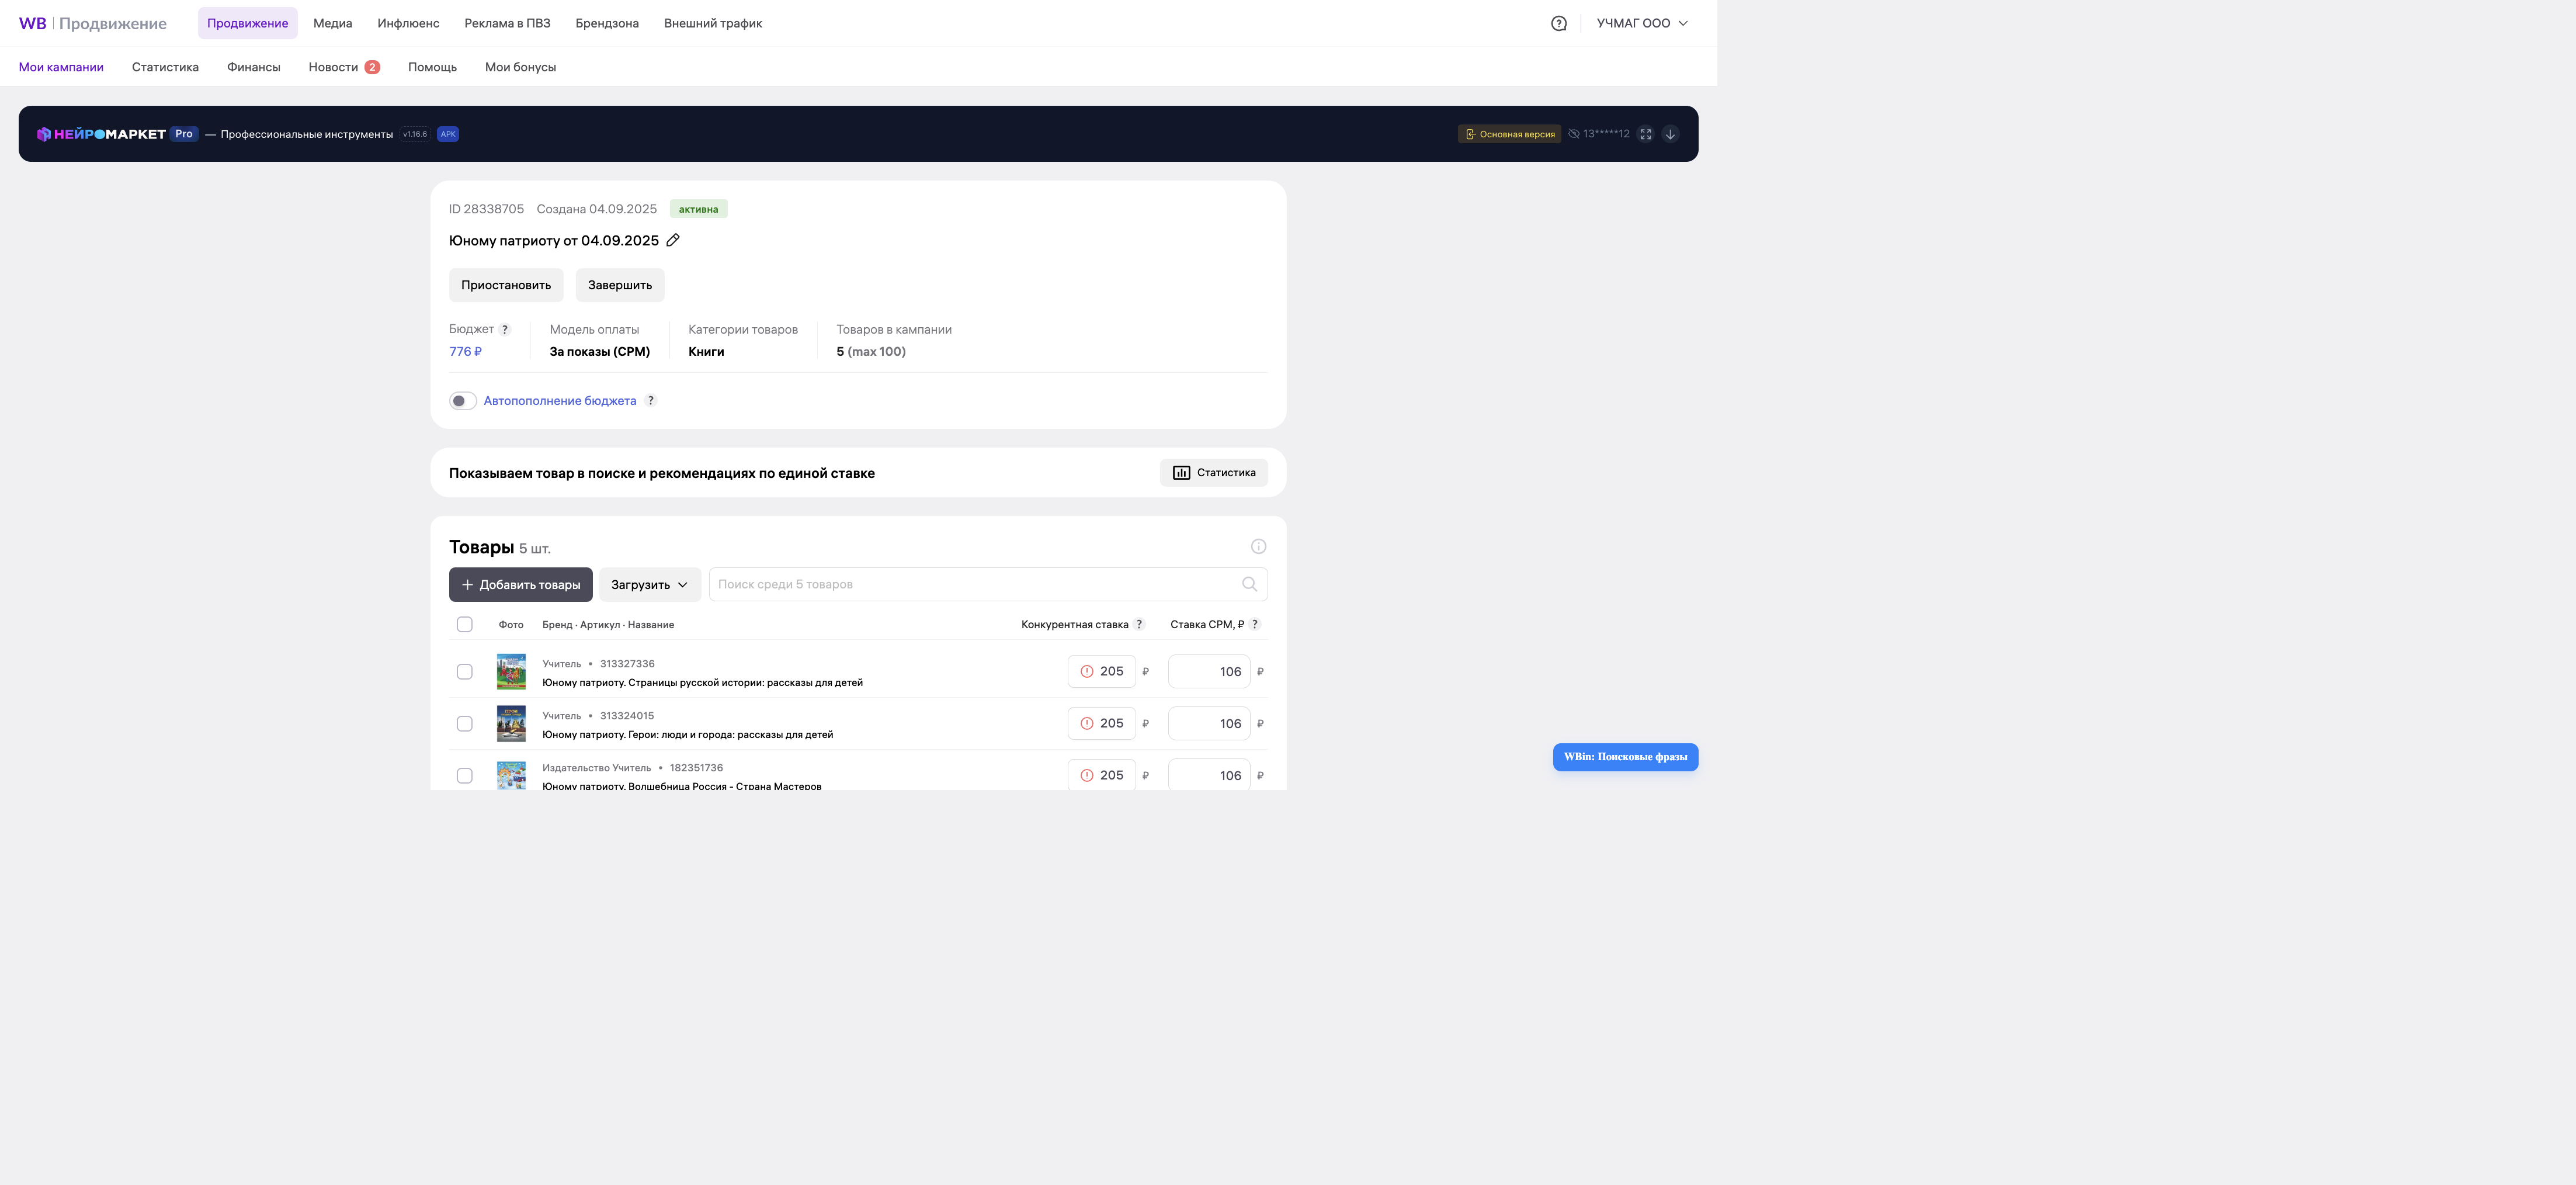 WB | Продвижение Продвижение Медиа Инфлюенс Реклама в ПВЗ Брендзона Внешний трафик УЧМАГ ООО
Мои кампании Статистика Финансы Новости 2 Помощь Мои бонусы
НЕЙРОМАРКЕТ Pro — Профессиональные инструменты v1.16.6 АРК Основная версия 13*****12
ID 28338705 Создана 04.09.2025 активна
Юному патриоту от 04.09.2025
Приостановить Завершить
Бюджет ? Модель оплаты Категории товаров Товаров в кампании
776 ₽ За показы (CPM) Книги 5 (max 100)
Автопополнение бюджета ?
Показываем товар в поиске и рекомендациях по единой ставке Статистика
Товары 5 шт.
+ Добавить товары Загрузить Поиск среди 5 товаров
Фото Бренд · Артикул · Название Конкурентная ставка ? Ставка CPM, ₽ ?
Учитель • 313327336
Юному патриоту. Страницы русской истории: рассказы для детей
205 ₽ 106 ₽
Учитель • 313324015
Юному патриоту. Герои: люди и города: рассказы для детей
205 ₽ 106 ₽
Издательство Учитель • 182351736
Юному патриоту. Волшебница Россия - Страна Мастеров
205 ₽ 106 ₽
WBin: Поисковые фразы